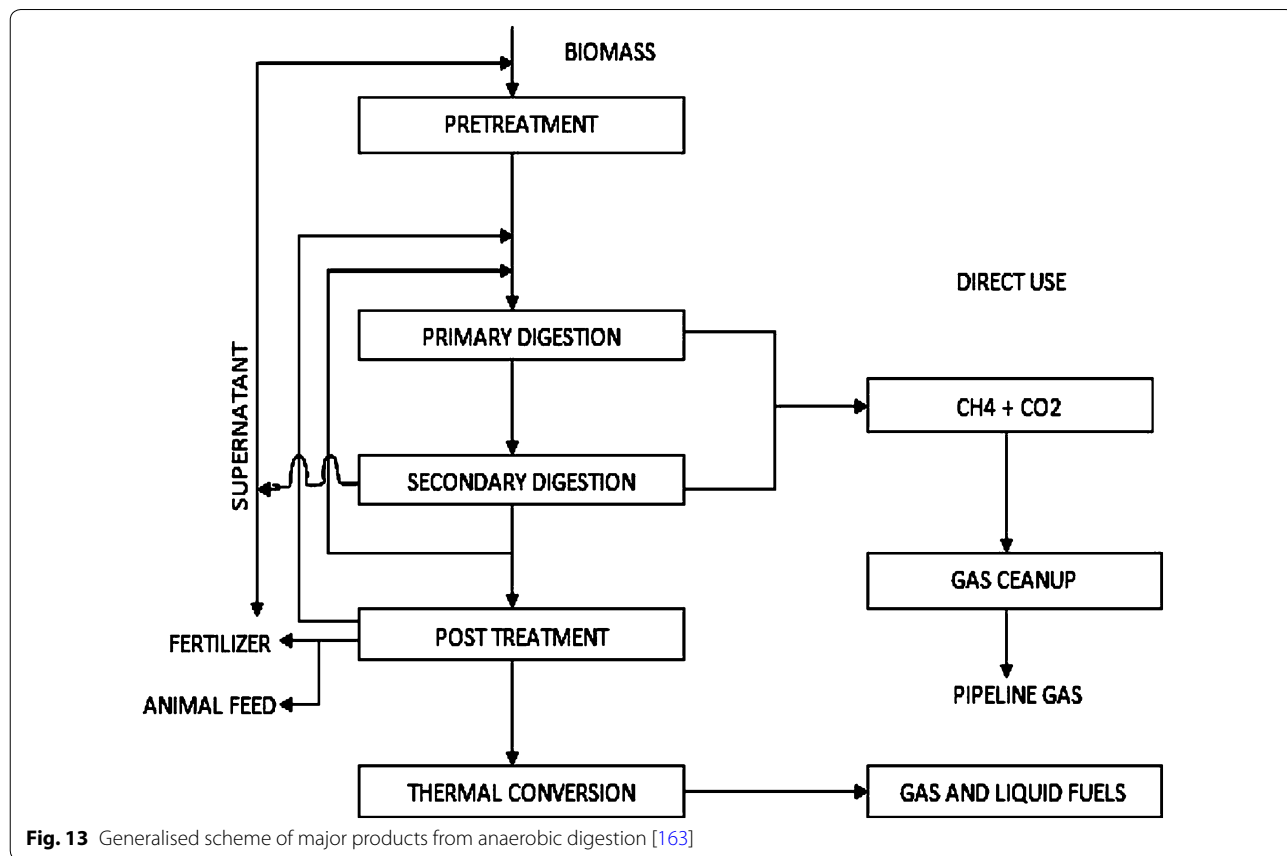 BIOMASS
PRETREATMENT
DIRECT USE
PRIMARY DIGESTION
CH4 + CO2
SUPERNATANT
SECONDARY DIGESTION
GAS CEANUP
POST TREATMENT
FERTILIZER
PIPELINE GAS
ANIMAL FEED
THERMAL CONVERSION
GAS AND LIQUID FUELS
Fig. 13 Generalised scheme of major products from anaerobic digestion [163]